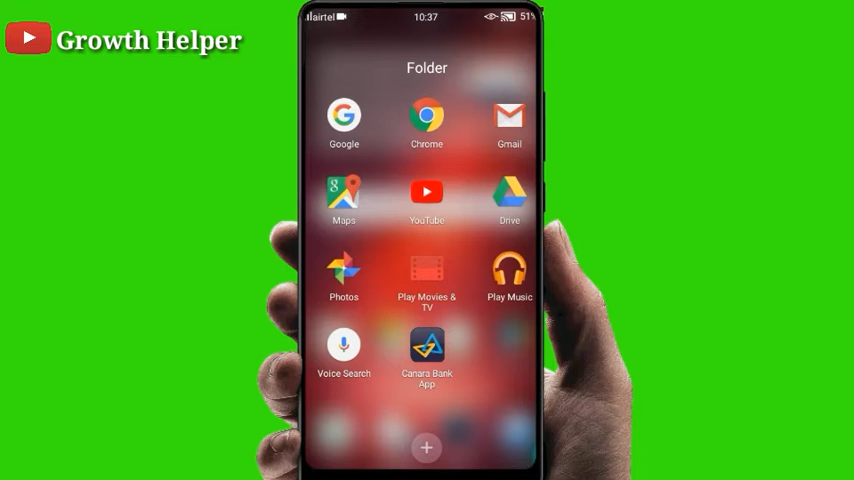 Growth Helper
airtel 10:37 51%
Folder
Google Chrome Gmail
Maps YouTube Drive
Photos Play Movies & TV Play Music
Voice Search Canara Bank App